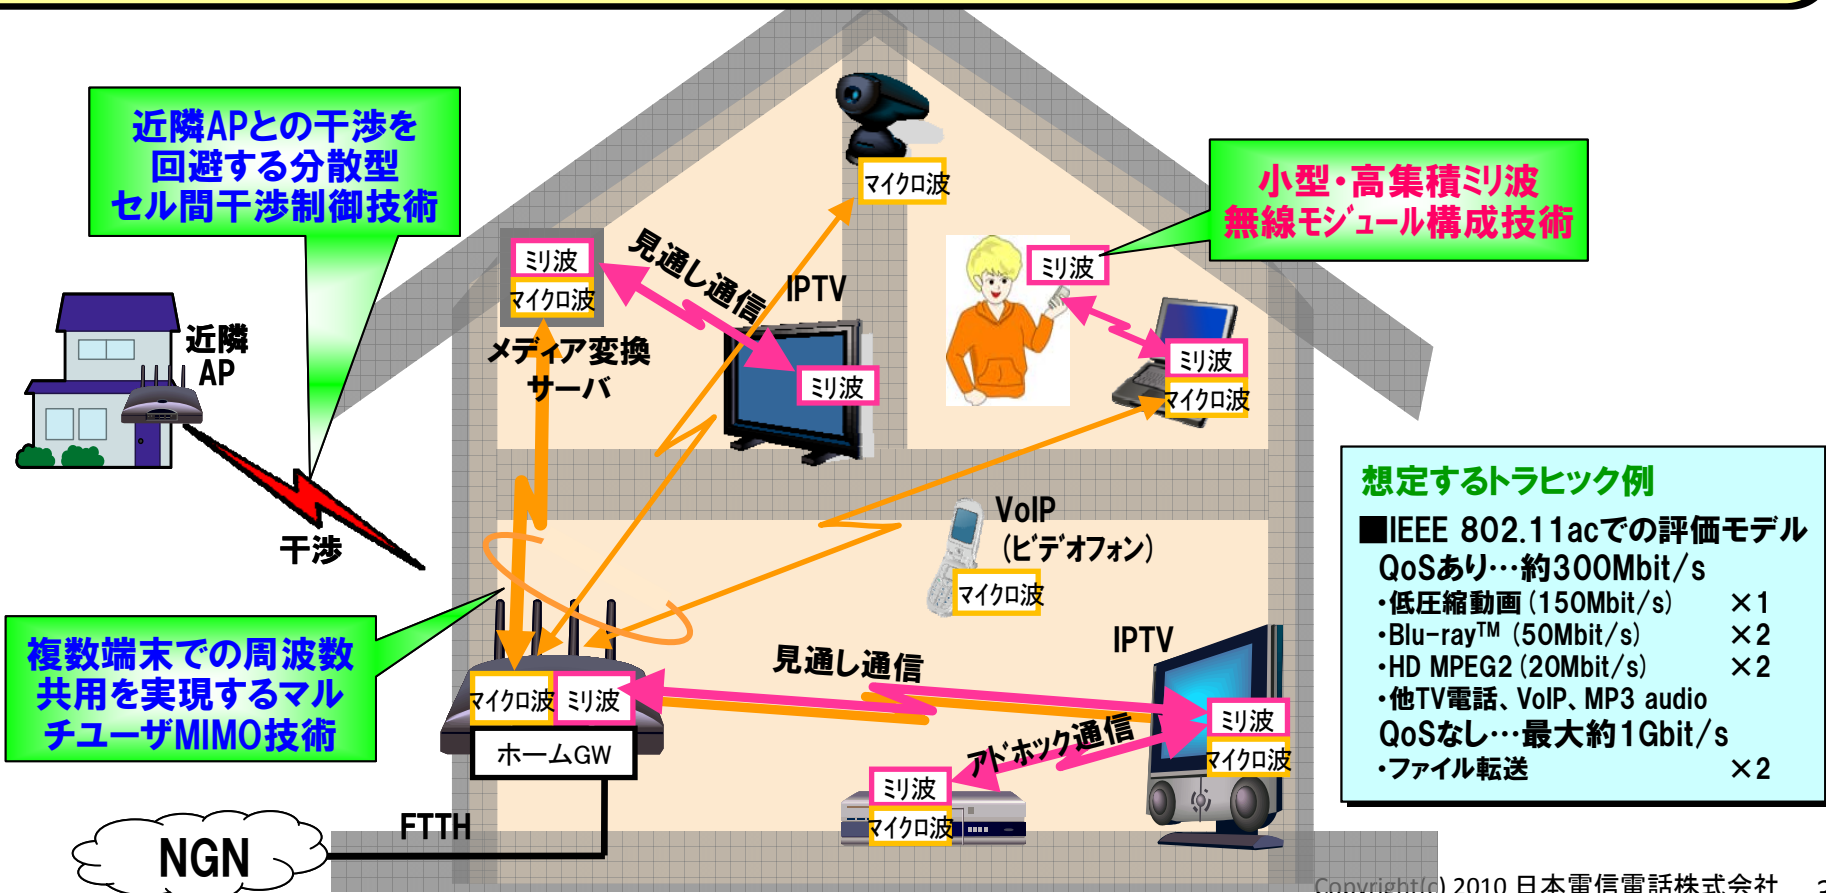 近隣APとの干渉を
回避する分散型
セル間干渉制御技術
マイクロ波
小型・高集積ミリ波
無線モジュール構成技術
ミリ波
マイクロ波
見通し通信
IPTV
ミリ波
ミリ波
マイクロ波
ミリ波
メディア変換
サーバ
近隣
AP
干渉
VoIP
(ビデオフォン)
マイクロ波
想定するトラヒック例
■IEEE 802.11acでの評価モデル
QoSあり…約300Mbit/s
・低圧縮動画(150Mbit/s) ×1
・Blu-ray™ (50Mbit/s) ×2
・HD MPEG2(20Mbit/s) ×2
・他TV電話、VoIP、MP3 audio
QoSなし…最大約1Gbit/s
・ファイル転送 ×2
複数端末での周波数
共用を実現するマル
チユーザMIMO技術
マイクロ波 ミリ波
ホームGW
見通し通信
IPTV
ミリ波
マイクロ波
アドホック通信
ミリ波
マイクロ波
FTTH
NGN
Copyright(c) 2010 日本電信電話株式会社